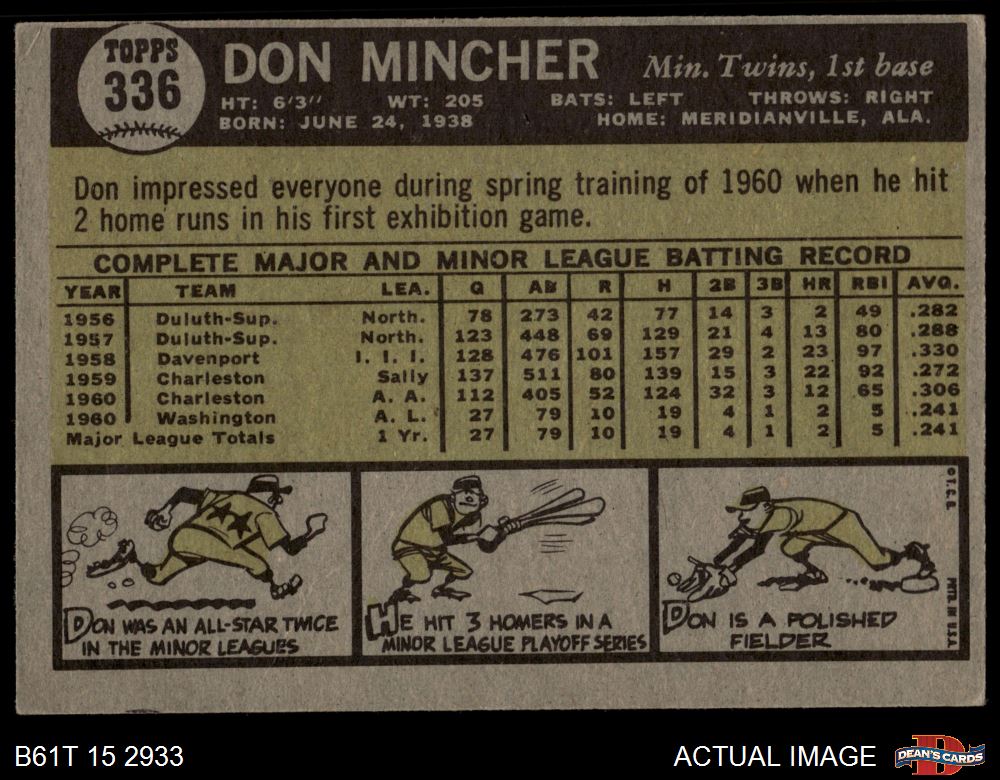 TOPPS
336
DON MINCHER Min. Twins, 1st base
HT: 6'3" WT: 205 BATS: LEFT THROWS: RIGHT
BORN: JUNE 24, 1938 HOME: MERIDIANVILLE, ALA.
Don impressed everyone during spring training of 1960 when he hit
2 home runs in his first exhibition game.
COMPLETE MAJOR AND MINOR LEAGUE BATTING RECORD
YEAR TEAM LEA. G AB R H 2B 3B HR RBI AVG.
1956 Duluth-Sup. North. 78 273 42 77 14 3 2 49 .282
1957 Duluth-Sup. North. 123 448 69 129 21 4 13 80 .288
1958 Davenport I. I. I. 128 476 101 157 29 2 23 97 .330
1959 Charleston Sally 137 511 80 139 15 3 22 92 .272
1960 Charleston A. A. 112 405 52 124 32 3 12 65 .306
1960 Washington A. L. 27 79 10 19 4 1 2 5 .241
Major League Totals 1 Yr. 27 79 10 19 4 1 2 5 .241
DON WAS AN ALL-STAR TWICE
IN THE MINOR LEAGUES
HE HIT 3 HOMERS IN A
MINOR LEAGUE PLAYOFF SERIES
DON IS A POLISHED
FIELDER
© T. C. G. PTD. IN U.S.A.
B61T 15 2933
ACTUAL IMAGE
DEAN'S CARDS